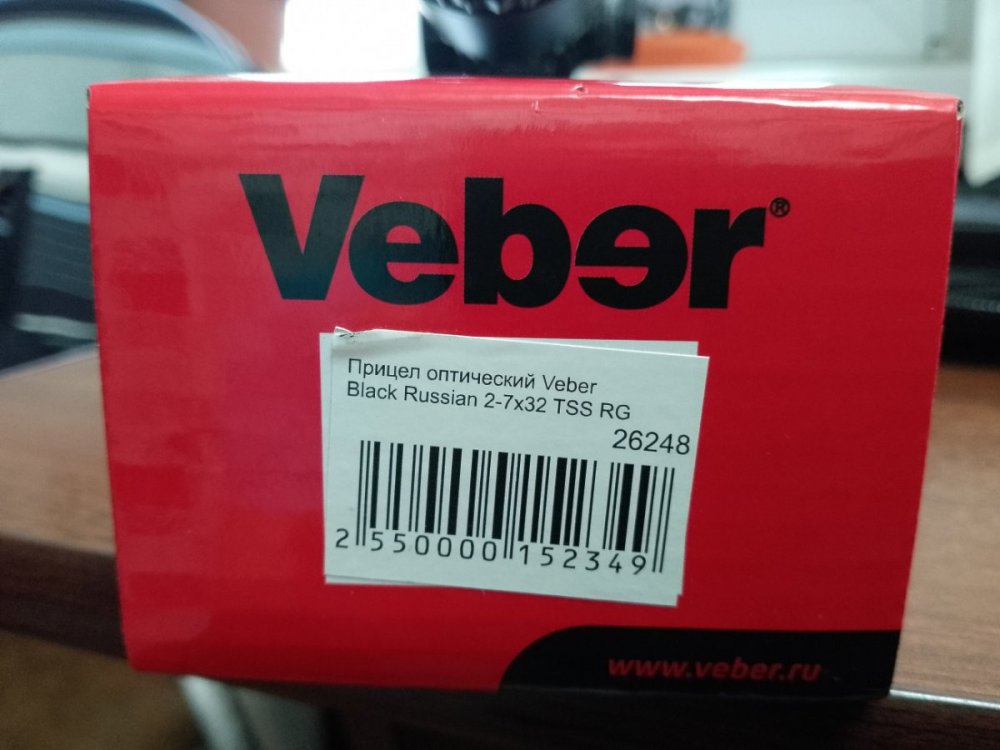 Veber®
Прицел оптический Veber
Black Russian 2-7x32 TSS RG
26248
2 550000 152349
www.veber.ru